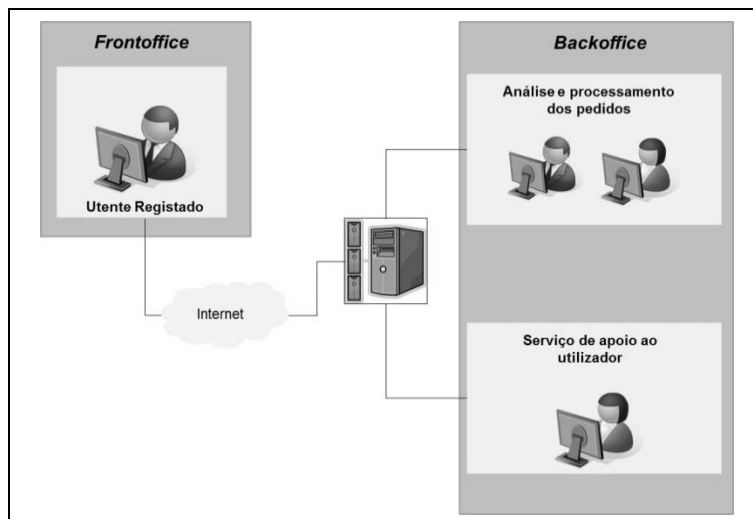 Frontoffice
Utente Registado
Internet
Backoffice
Análise e processamento
dos pedidos
Serviço de apoio ao
utilizador